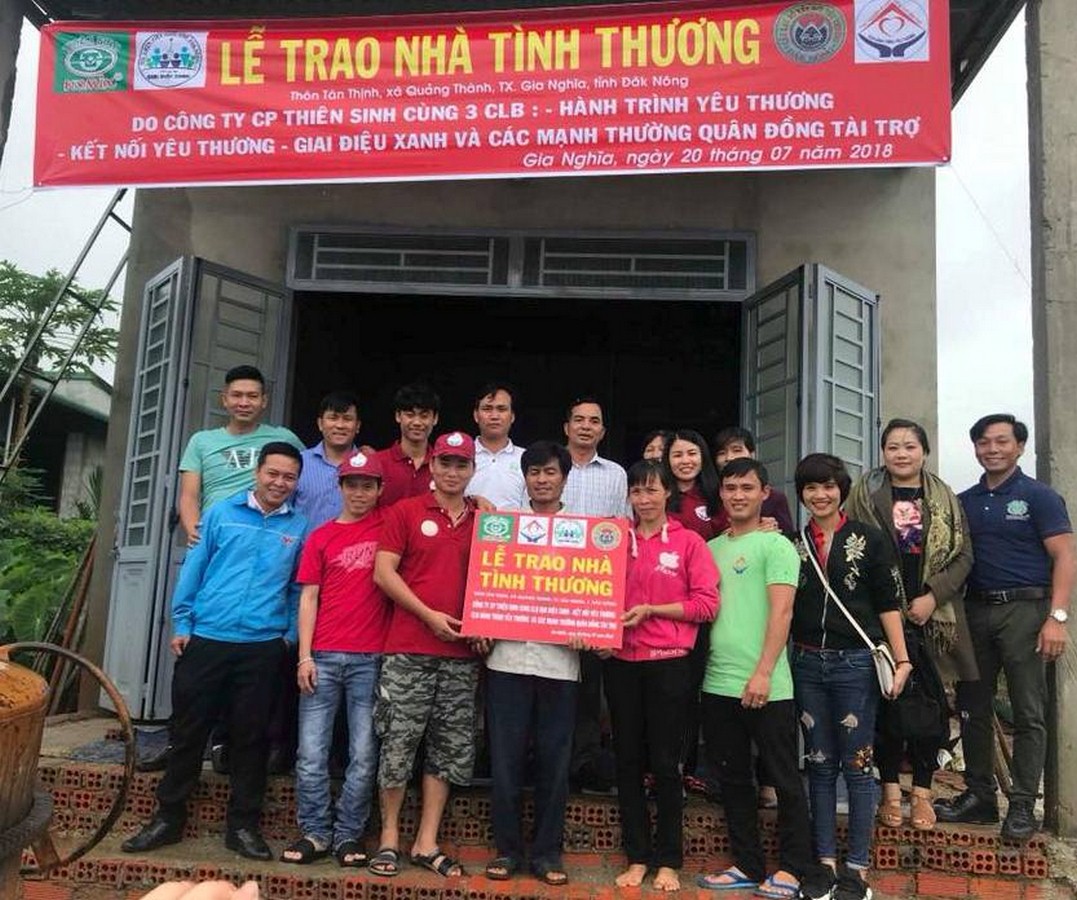 LỄ TRAO NHÀ TÌNH THƯƠNG
Thôn Tân Thịnh, xã Quảng Thành, TX. Gia Nghĩa, tỉnh Đăk Nông
DO CÔNG TY CP THIÊN SINH CÙNG 3 CLB : - HÀNH TRÌNH YÊU THƯƠNG
- KẾT NỐI YÊU THƯƠNG - GIAI ĐIỆU XANH VÀ CÁC MẠNH THƯỜNG QUÂN ĐỒNG TÀI TRỢ
Gia Nghĩa, ngày 20 tháng 07 năm 2018
LỄ TRAO NHÀ
TÌNH THƯƠNG